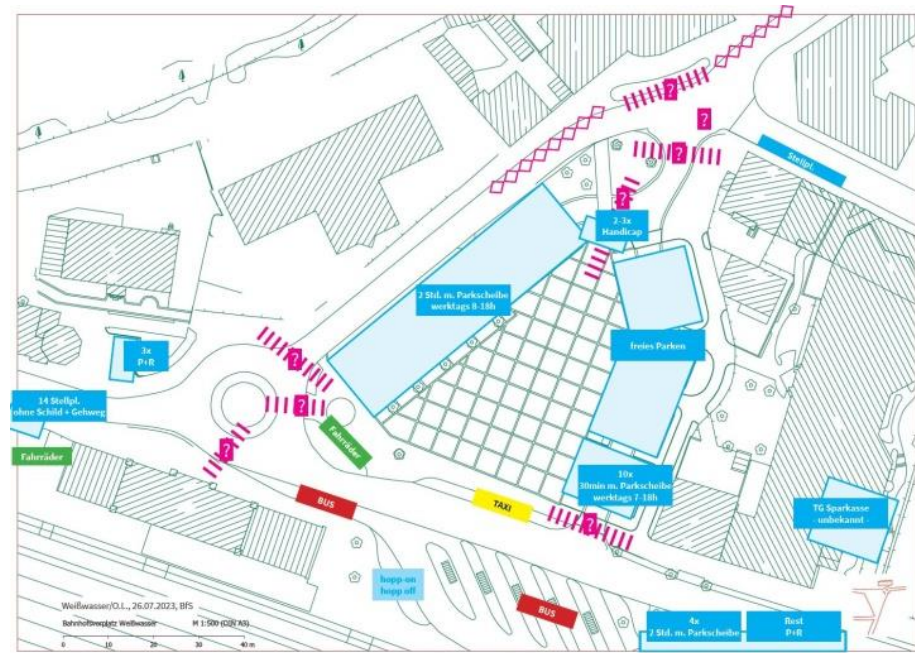 ?
?
?
Stellpl.
?
2-3x
Handicap
2 Std. m. Parkscheibe
werktags 8-18h
freies Parken
3x
P+R
?
14 Stellpl.
ohne Schild + Gehweg
?
Fahrräder
?
Fahrräder
10x
30min m. Parkscheibe
werktags 7-18h
BUS
TAXI
?
TG Sparkasse
- unbekannt -
hopp-on
hopp off
BUS
Weißwasser/O.L., 26.07.2023, BfS
Bahnhofsvorplatz Weißwasser M 1:500 (DIN A3)
0 10 20 30 40 m
4x
2 Std. m. Parkscheibe
Rest
P+R